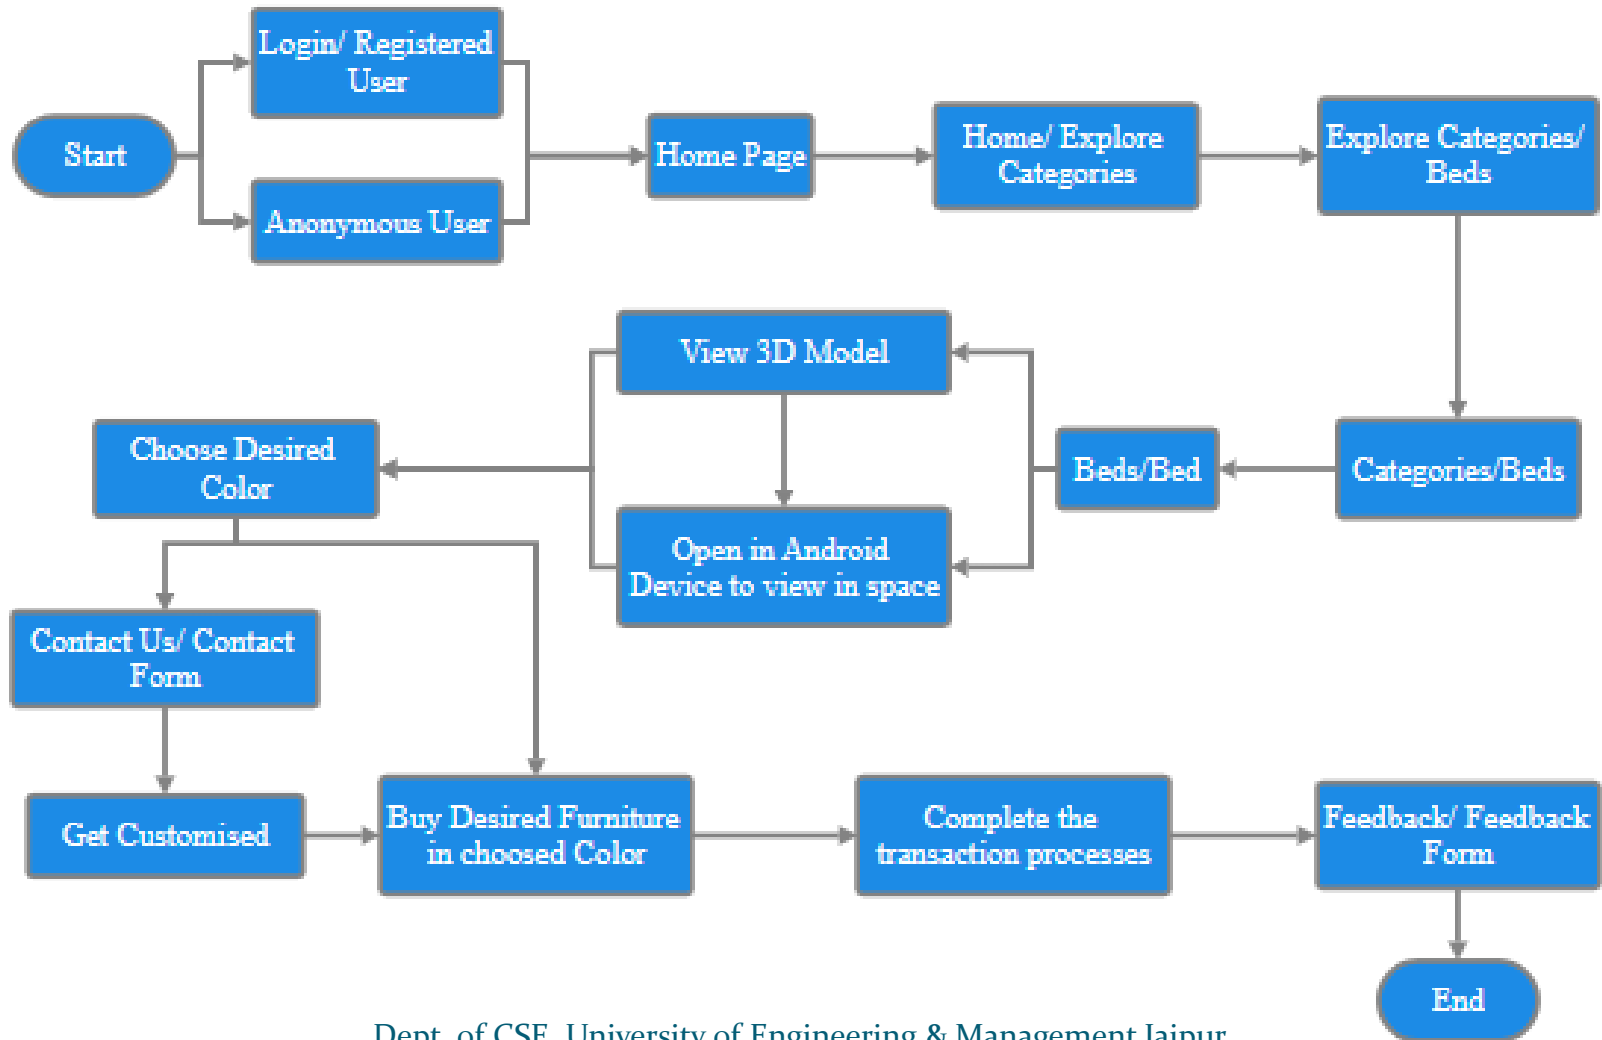 Login/ Registered
User
Start
Anonymous User
Home Page
Home/ Explore
Categories
Explore Categories/
Beds
View 3D Model
Choose Desired
Color
Beds/Bed
Categories/Beds
Open in Android
Device to view in space
Contact Us/ Contact
Form
Get Customised
Buy Desired Furniture
in choosed Color
Complete the
transaction processes
Feedback/ Feedback
Form
End
Dept. of CSE, University of Engineering & Management Jaipur